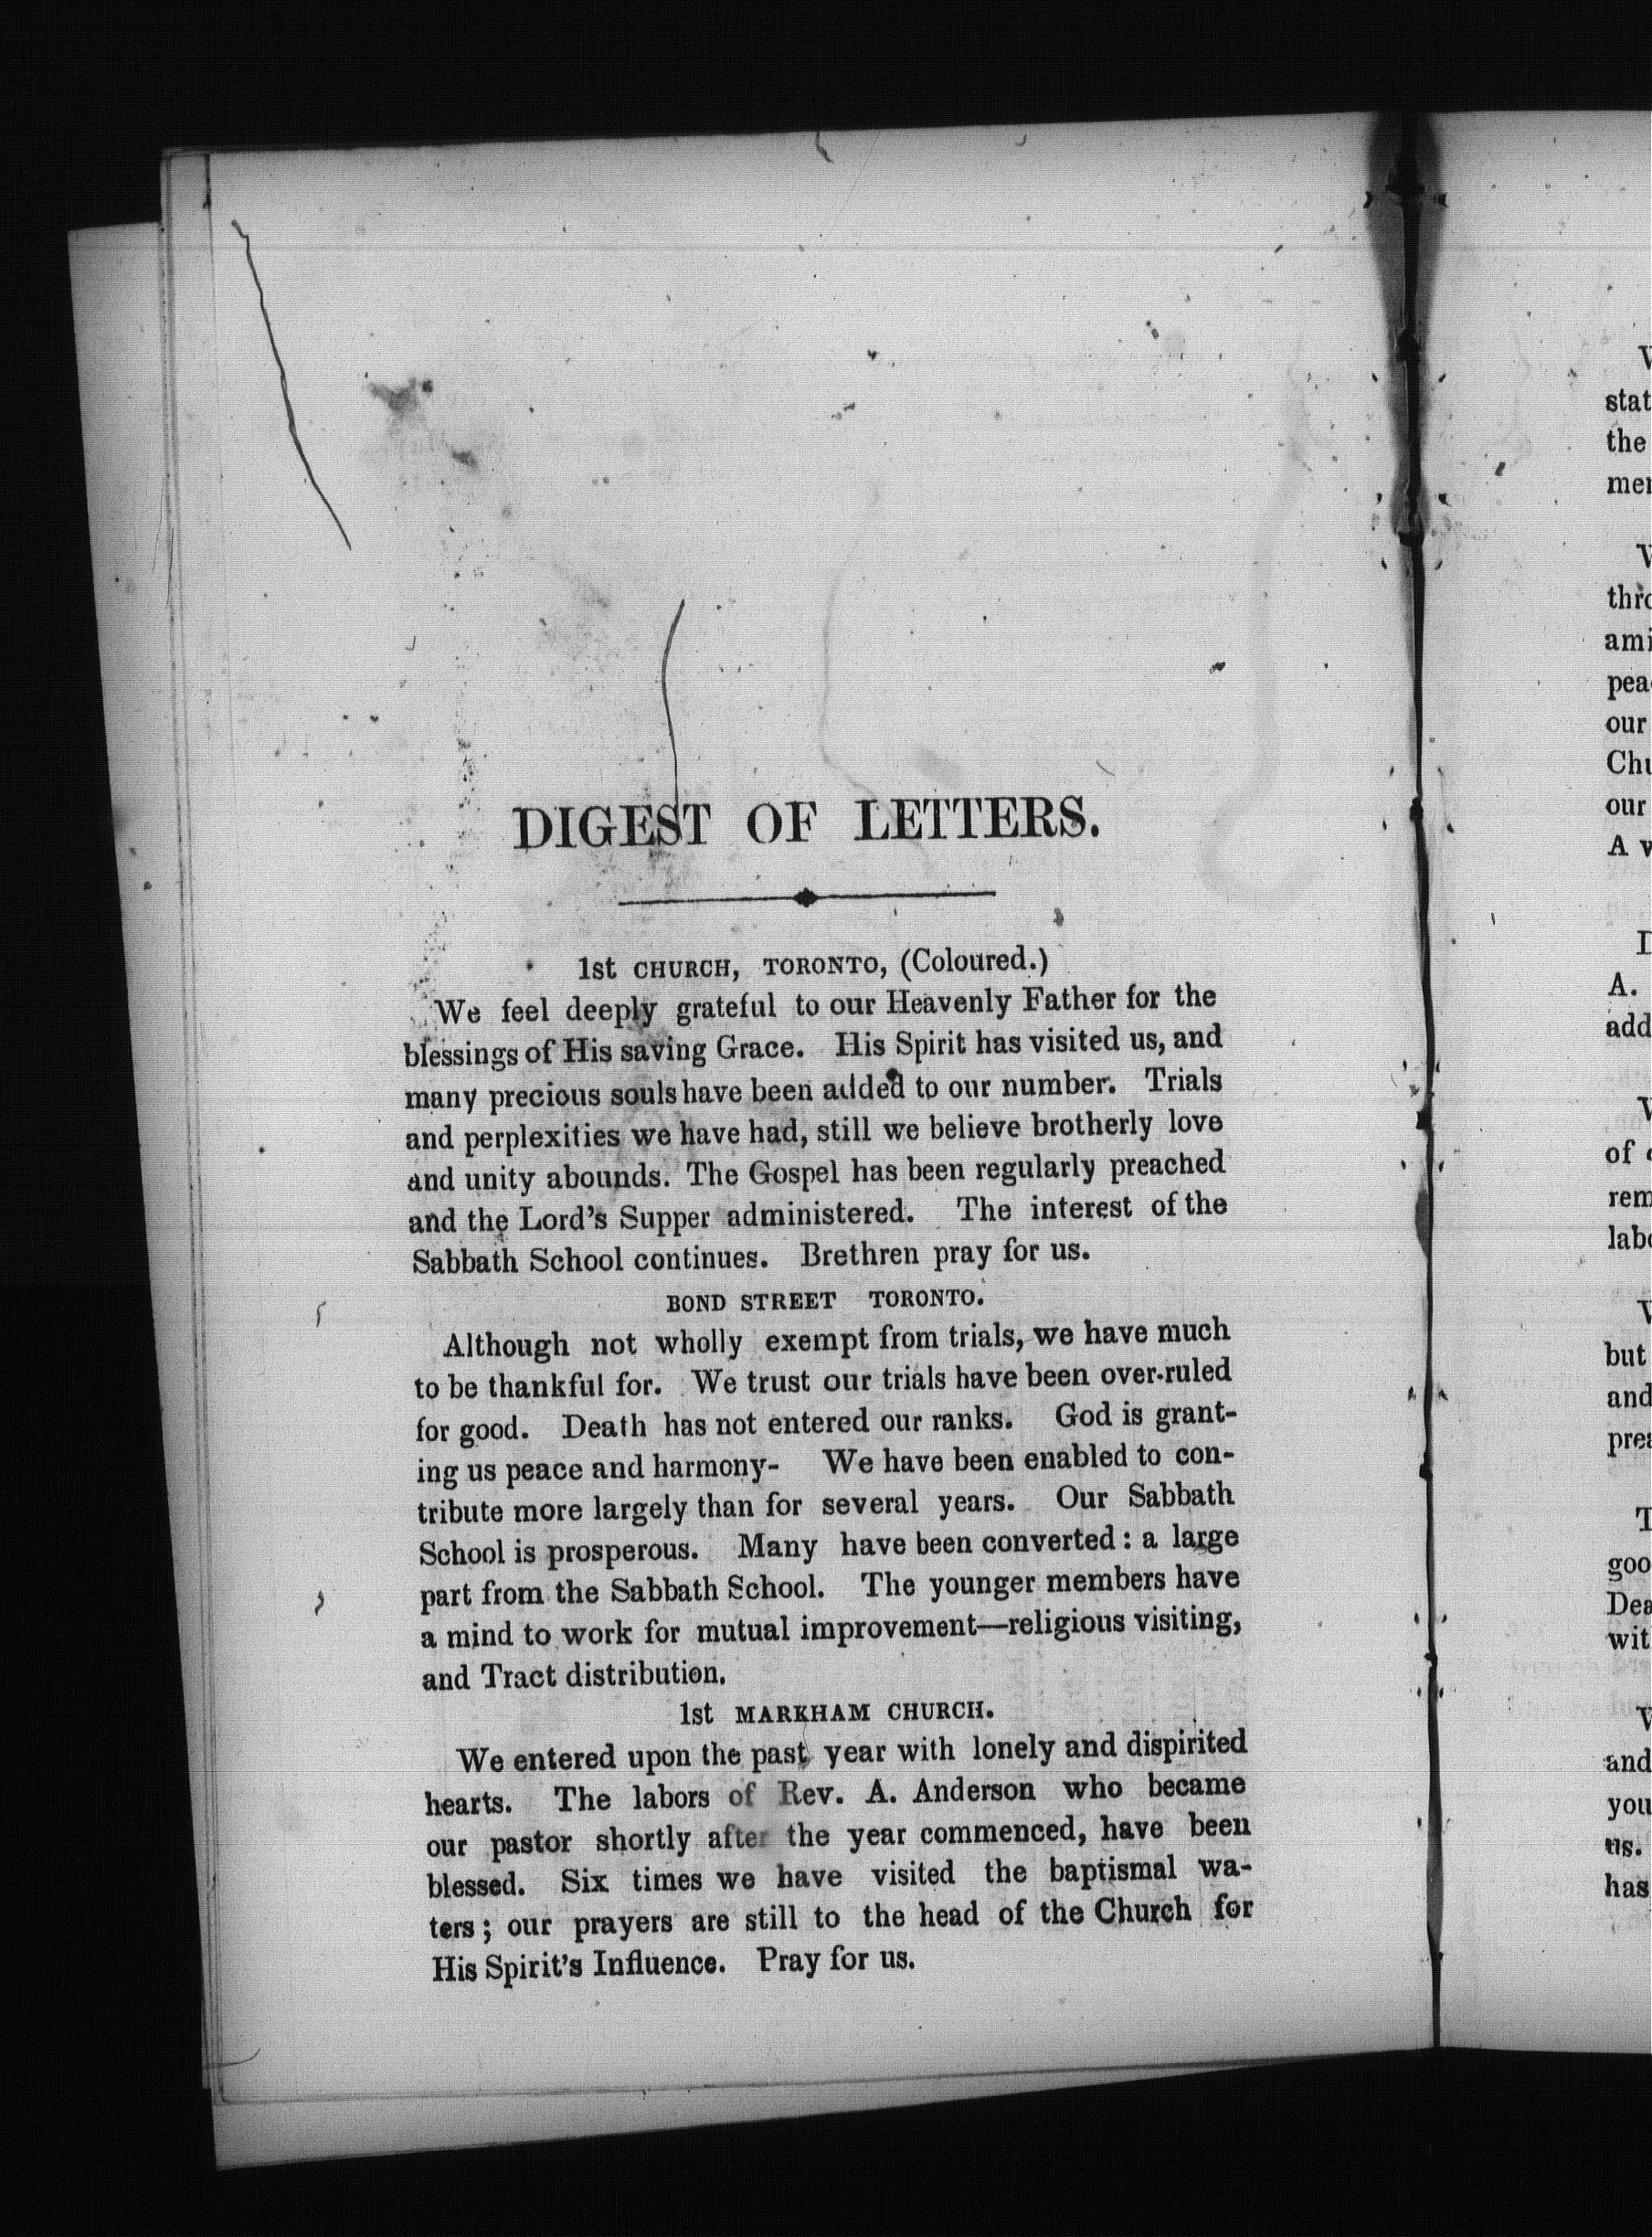 DIGEST OF LETTERS.
1st CHURCH, TORONTO, (Coloured.)
We feel deeply grateful to our Heavenly Father for the
blessings of His saving Grace. His Spirit has visited us, and
many precious souls have been added to our number. Trials
and perplexities we have had, still we believe brotherly love
and unity abounds. The Gospel has been regularly preached
and the Lord's Supper administered. The interest of the
Sabbath School continues. Brethren pray for us.
BOND STREET TORONTO.
Although not wholly exempt from trials, we have much
to be thankful for. We trust our trials have been over-ruled
for good. Death has not entered our ranks. God is grant-
ing us peace and harmony- We have been enabled to con-
tribute more largely than for several years. Our Sabbath
School is prosperous. Many have been converted: a large
part from the Sabbath School. The younger members have
a mind to work for mutual improvement—religious visiting,
and Tract distribution.
1st MARKHAM CHURCH.
We entered upon the past year with lonely and dispirited
hearts. The labors of Rev. A. Anderson who became
our pastor shortly after the year commenced, have been
blessed. Six times we have visited the baptismal wa-
ters; our prayers are still to the head of the Church for
His Spirit's Influence. Pray for us.
the
our
our
A
A.
of
but
and
and
us.
has